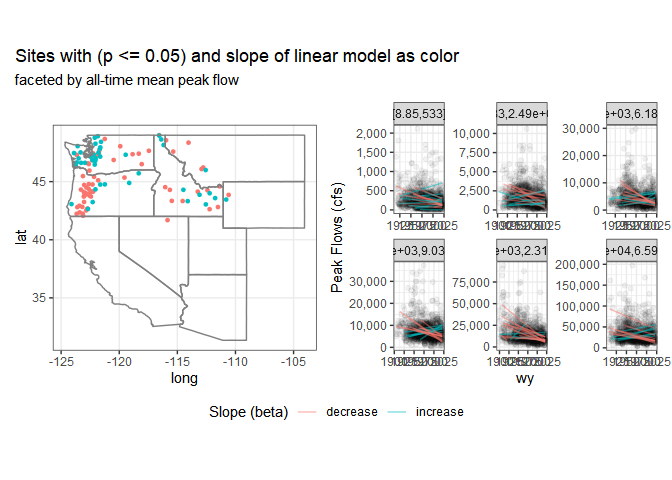 Sites with (p <= 0.05) and slope of linear model as color
faceted by all-time mean peak flow
lat
45
40
35
-125
-120
-115
-110
-105
long
Peak Flows (cfs)
[8.85,533]
2,000
1,500
1,000
500
0
3,2.49e+0
10,000
7,500
5,000
2,500
0
e+03,6.18
30,000
20,000
10,000
0
e+03,9.03
30,000
20,000
10,000
0
e+03,2.31
75,000
50,000
25,000
0
e+04,6.59
200,000
150,000
100,000
50,000
0
wy
Slope (beta)
decrease
increase